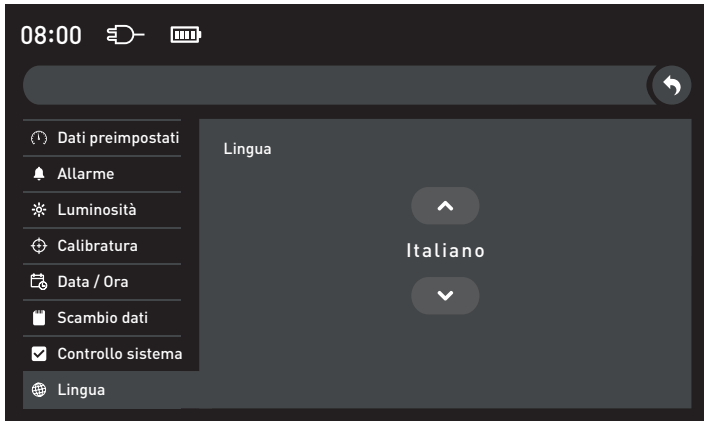 08:00
Dati preimpostati
Allarme
Luminosità
Calibratura
Data / Ora
Scambio dati
Controllo sistema
Lingua
Lingua
Italiano